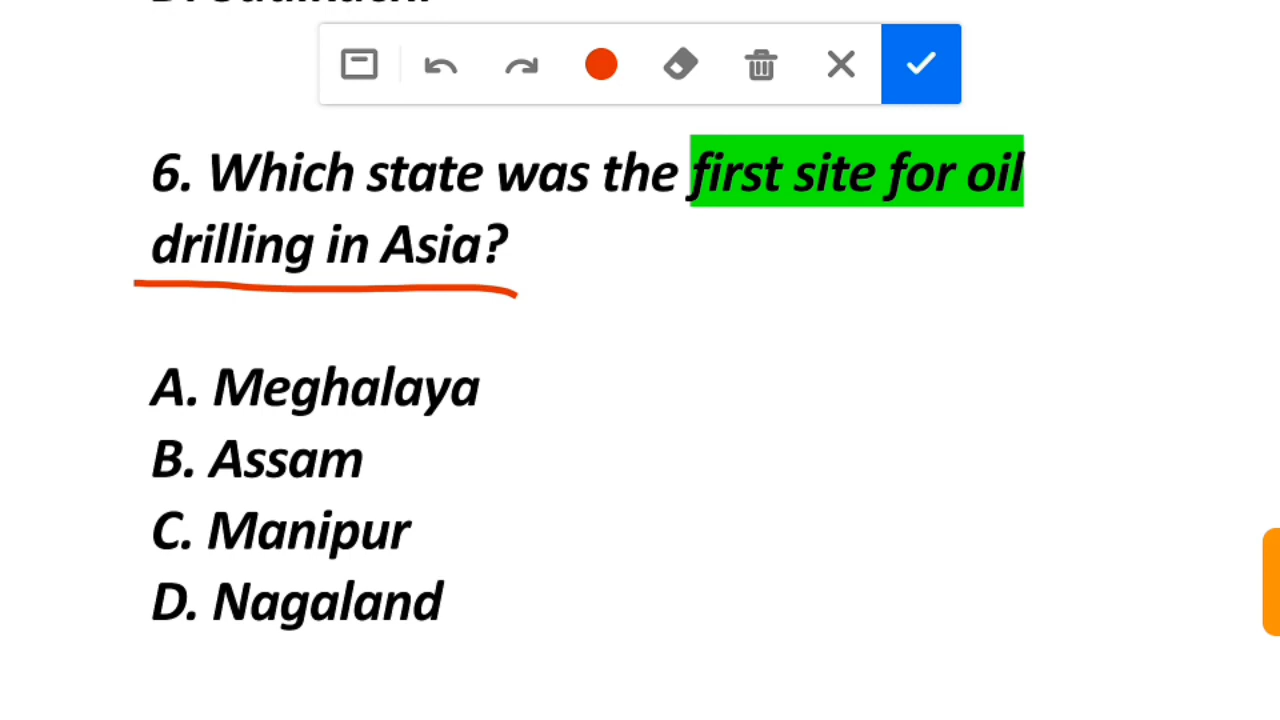 6. Which state was the first site for oil
drilling in Asia?
A. Meghalaya
B. Assam
C. Manipur
D. Nagaland